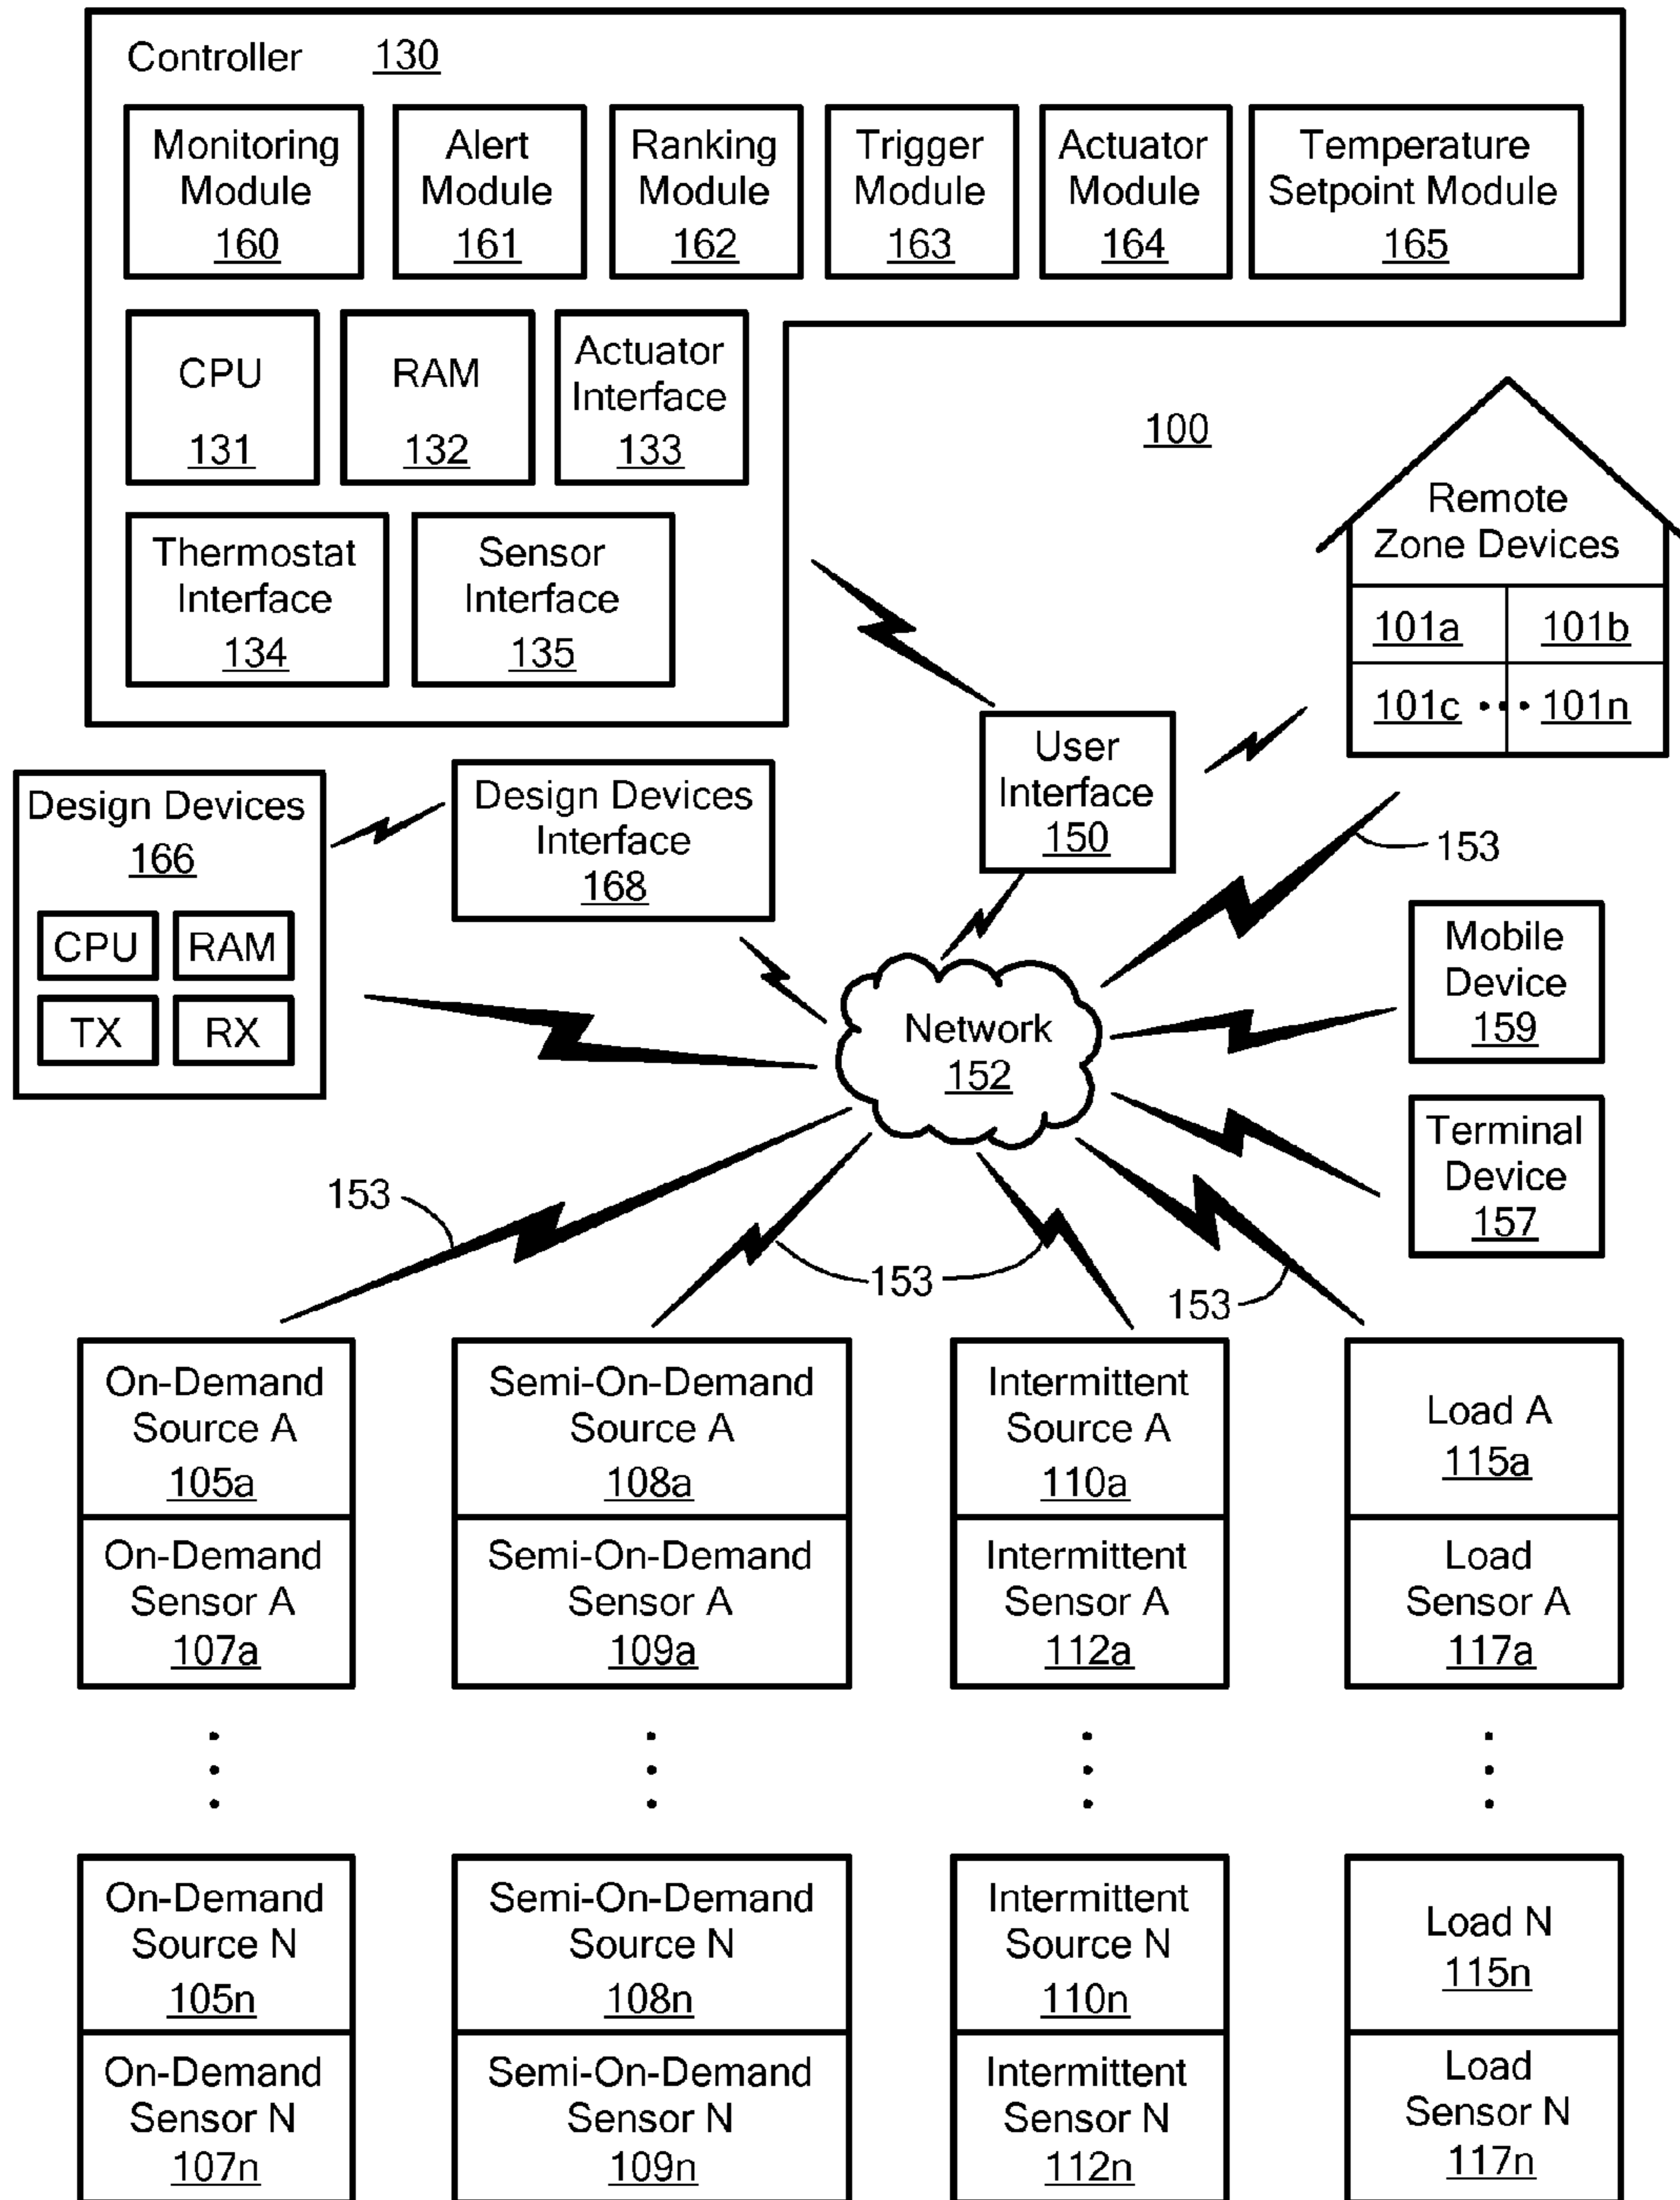 Controller 130
Monitoring
Module
160
Alert
Module
161
Ranking
Module
162
Trigger
Module
163
Actuator
Module
164
Temperature
Setpoint Module
165
CPU
131
RAM
132
Actuator
Interface
133
Thermostat
Interface
134
Sensor
Interface
135
100
Remote
Zone Devices
101a
101b
101c
101n
User
Interface
150
Design Devices
166
CPU
RAM
TX
RX
Design Devices
Interface
168
153
Mobile
Device
159
Network
152
Terminal
Device
157
153
153
153
On-Demand
Source A
105a
On-Demand
Sensor A
107a
Semi-On-Demand
Source A
108a
Semi-On-Demand
Sensor A
109a
Intermittent
Source A
110a
Intermittent
Sensor A
112a
Load A
115a
Load
Sensor A
117a
On-Demand
Source N
105n
On-Demand
Sensor N
107n
Semi-On-Demand
Source N
108n
Semi-On-Demand
Sensor N
109n
Intermittent
Source N
110n
Intermittent
Sensor N
112n
Load N
115n
Load
Sensor N
117n